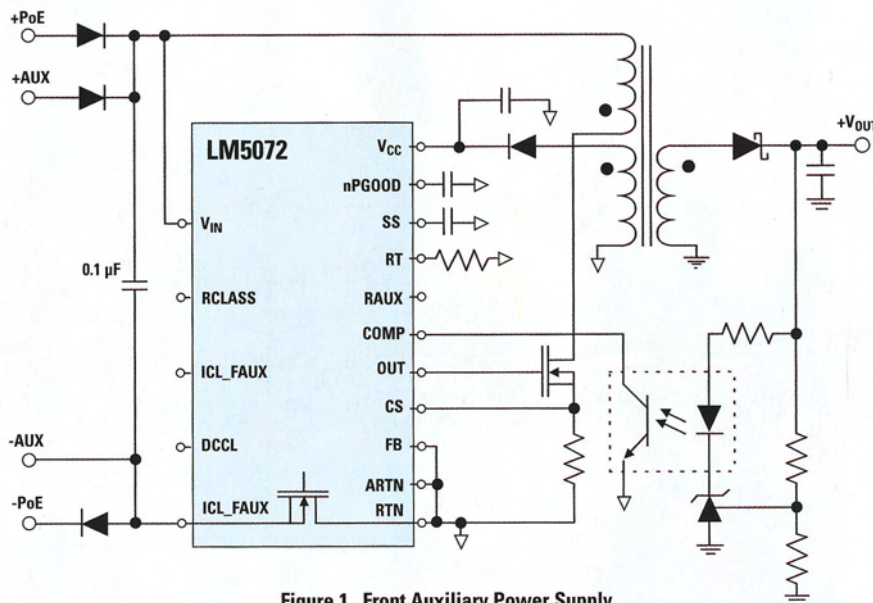 +PoE
+AUX
LM5072
VCC
+VOUT
nPGOOD
VIN
SS
0.1 µF
RT
RCLASS
RAUX
COMP
ICL_FAUX
OUT
CS
-AUX
DCCL
FB
-PoE
ICL_FAUX
ARTN
RTN
Figure 1. Front Auxiliary Power Supply